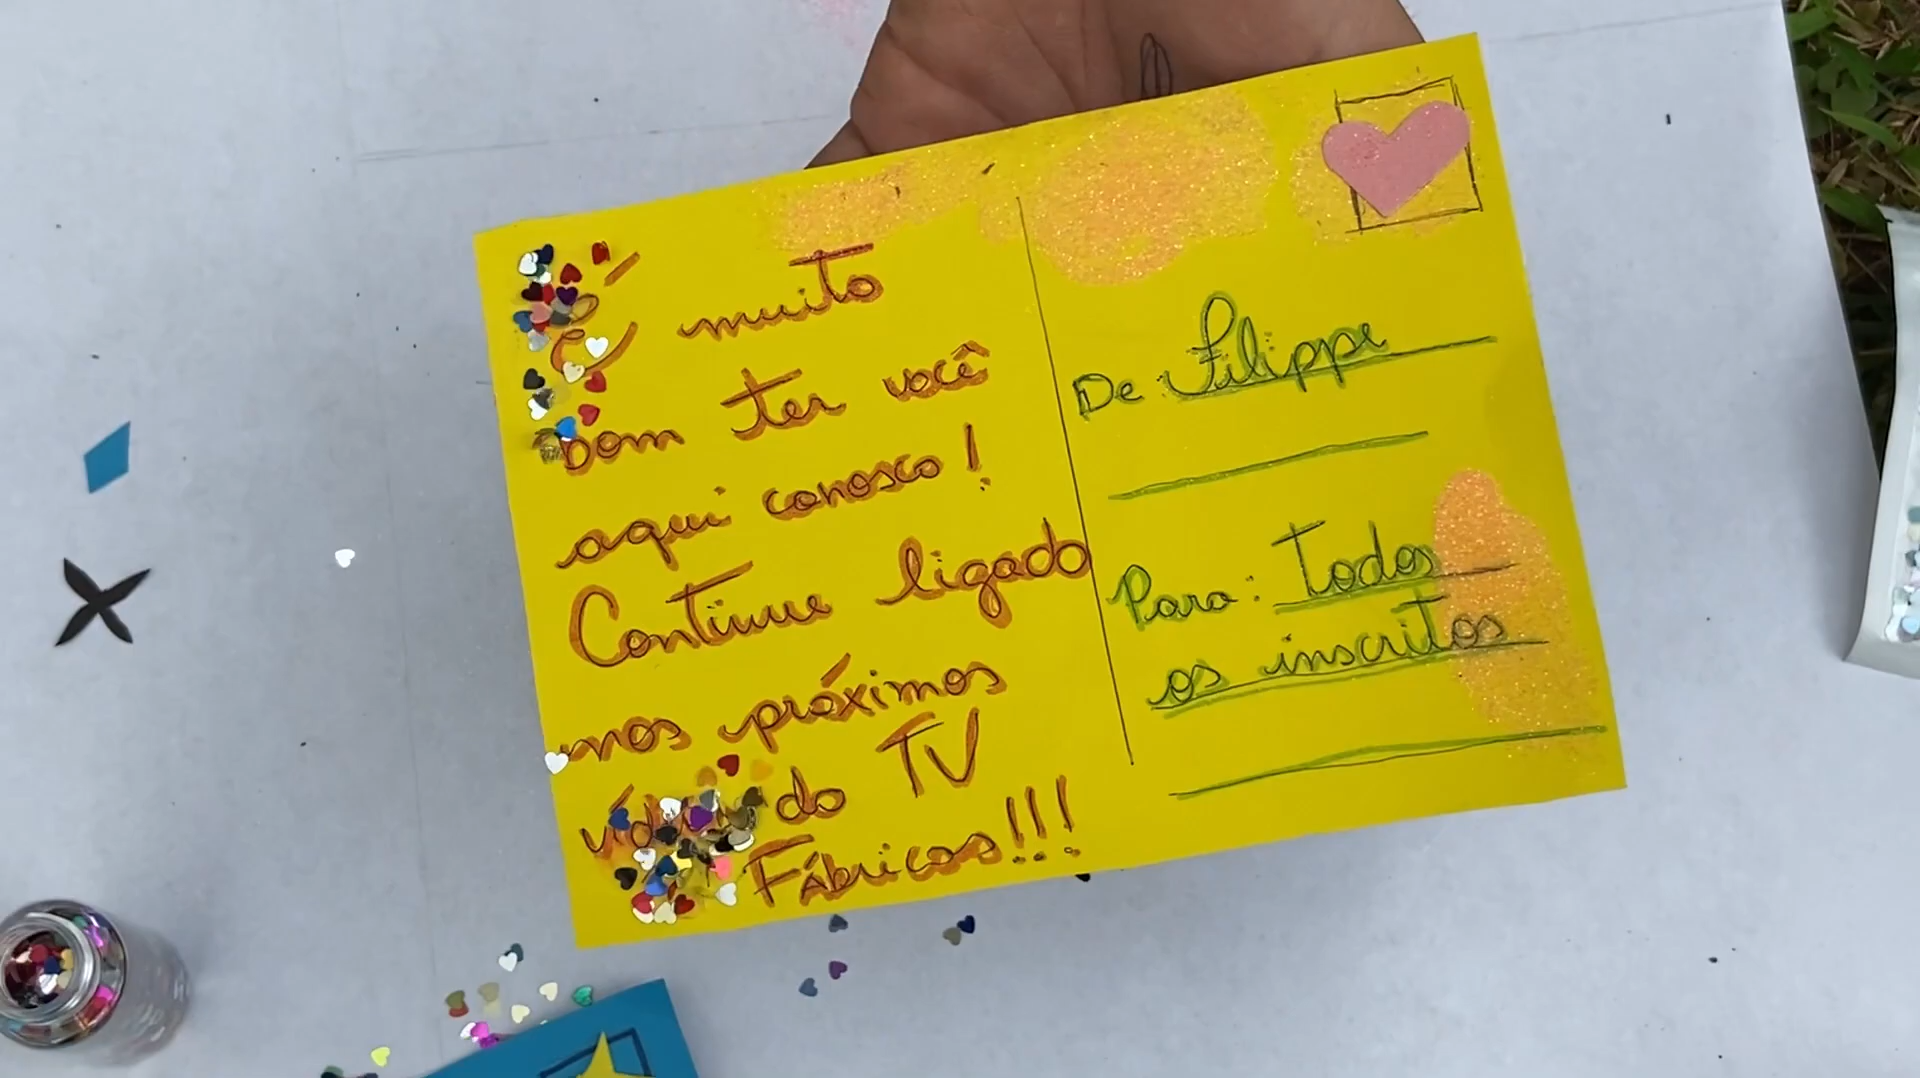 É muito
bom ter você
aqui conosco!
Continue ligado
nos próximos
do TV
Fábricas!!!
De Filippe
Para: Todos
os inscritos